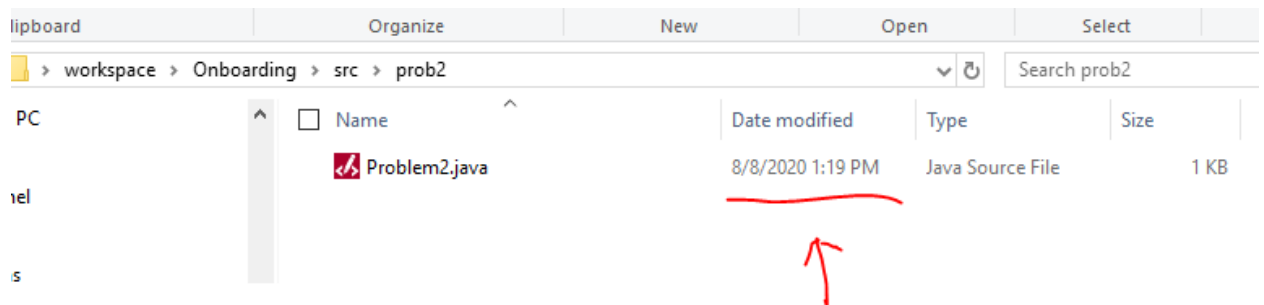 lipboard Organize New Open Select
> workspace > Onboarding > src > prob2 Search prob2
PC Name Date modified Type Size
Problem2.java 8/8/2020 1:19 PM Java Source File 1 KB
nel
s